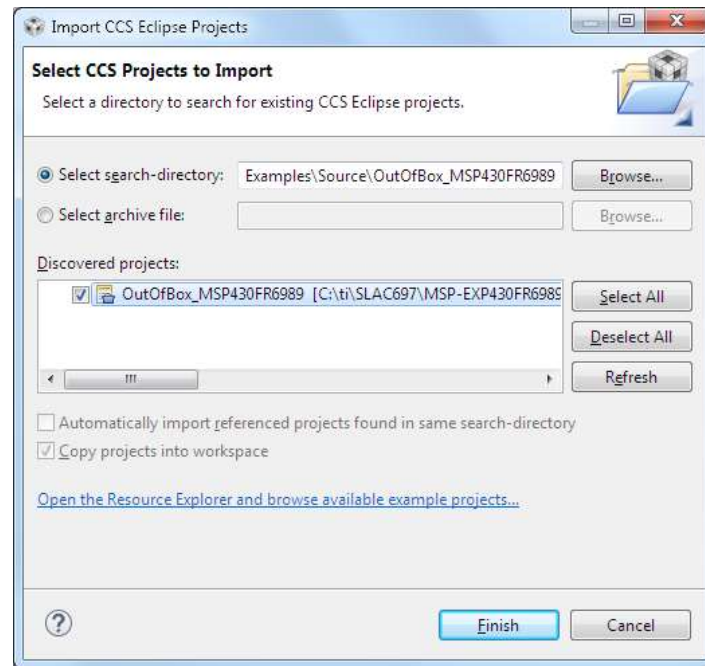 Import CCS Eclipse Projects
Select CCS Projects to Import
Select a directory to search for existing CCS Eclipse projects.
Select search-directory: Examples\Source\OutOfBox_MSP430FR6989 Browse...
Select archive file: Browse...
Discovered projects:
OutOfBox_MSP430FR6989 [C:\ti\SLAC697\MSP-EXP430FR6989 Select All
Deselect All
Refresh
Automatically import referenced projects found in same search-directory
Copy projects into workspace
Open the Resource Explorer and browse available example projects...
? Finish Cancel